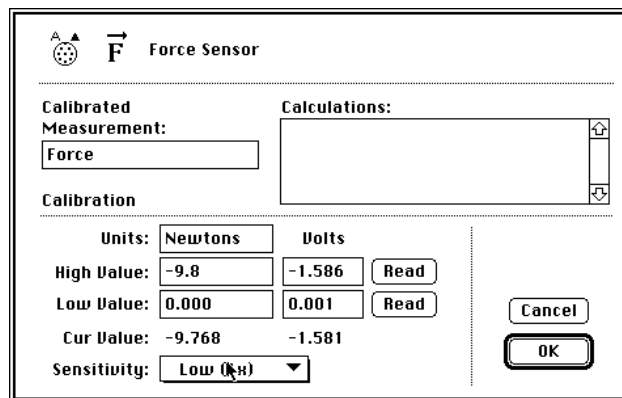 A
F Force Sensor
Calibrated Calculations:
Measurement:
Force
Calibration
Units: Newtons Volts
High Value: -9.8 -1.586 Read
Low Value: 0.000 0.001 Read
Cur Value: -9.768 -1.581
Sensitivity: Low
Cancel
OK